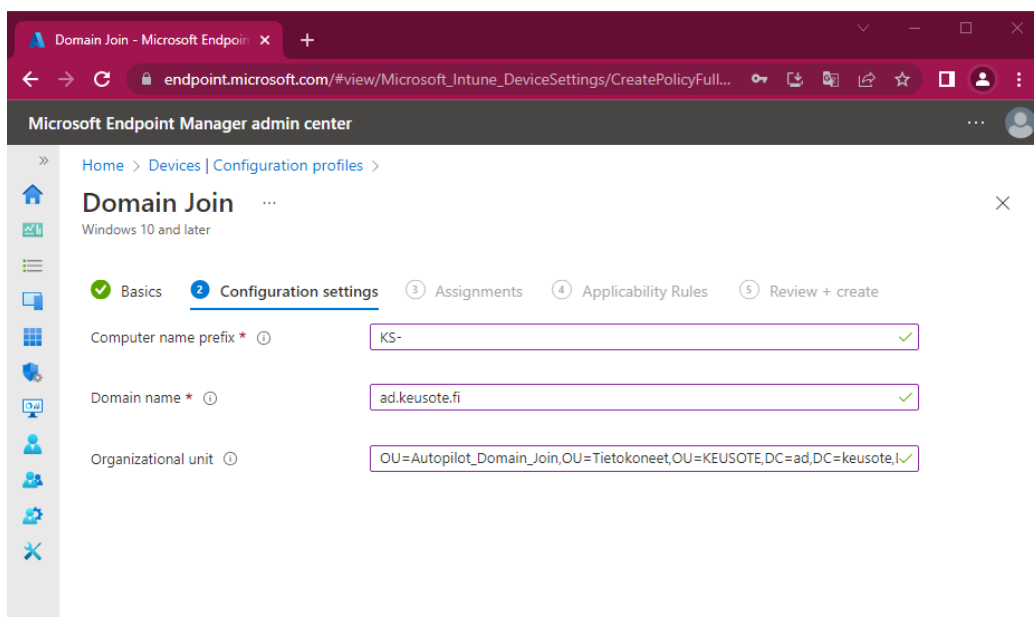 Domain Join - Microsoft Endpoin
endpoint.microsoft.com/#view/Microsoft_Intune_DeviceSettings/CreatePolicyFull...
Microsoft Endpoint Manager admin center
Home > Devices | Configuration profiles >
Domain Join ...
Windows 10 and later
Basics 2 Configuration settings 3 Assignments 4 Applicability Rules 5 Review + create
Computer name prefix * KS-
Domain name * ad.keusote.fi
Organizational unit OU=Autopilot_Domain_Join,OU=Tietokoneet,OU=KEUSOTE,DC=ad,DC=keusote,